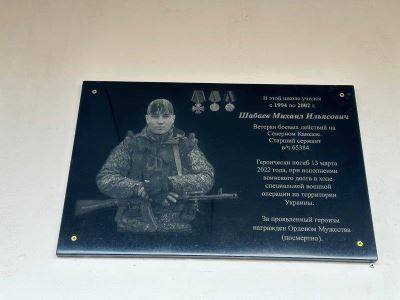 В этой школе учился
с 1994 по 2002 г.
Шабаев Михаил Ильясович
Ветеран боевых действий на
Северном Кавказе.
Старший сержант
в/ч 65384
Героически погиб 13 марта
2022 года, при исполнении
воинского долга в ходе
специальной военной
операции на территории
Украины.
За проявленный героизм
награжден Орденом Мужества
(посмертно).